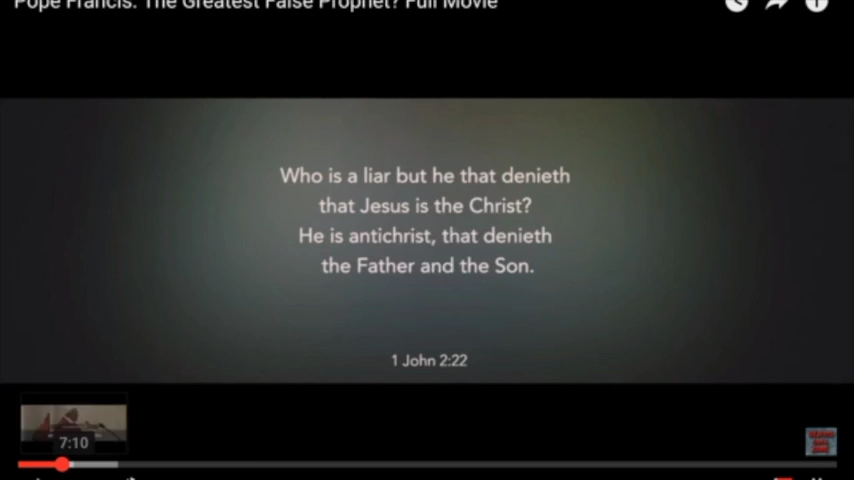 Pope Francis: The Greatest False Prophet? Full Movie
Who is a liar but he that denieth
that Jesus is the Christ?
He is antichrist, that denieth
the Father and the Son.
1 John 2:22
7:10